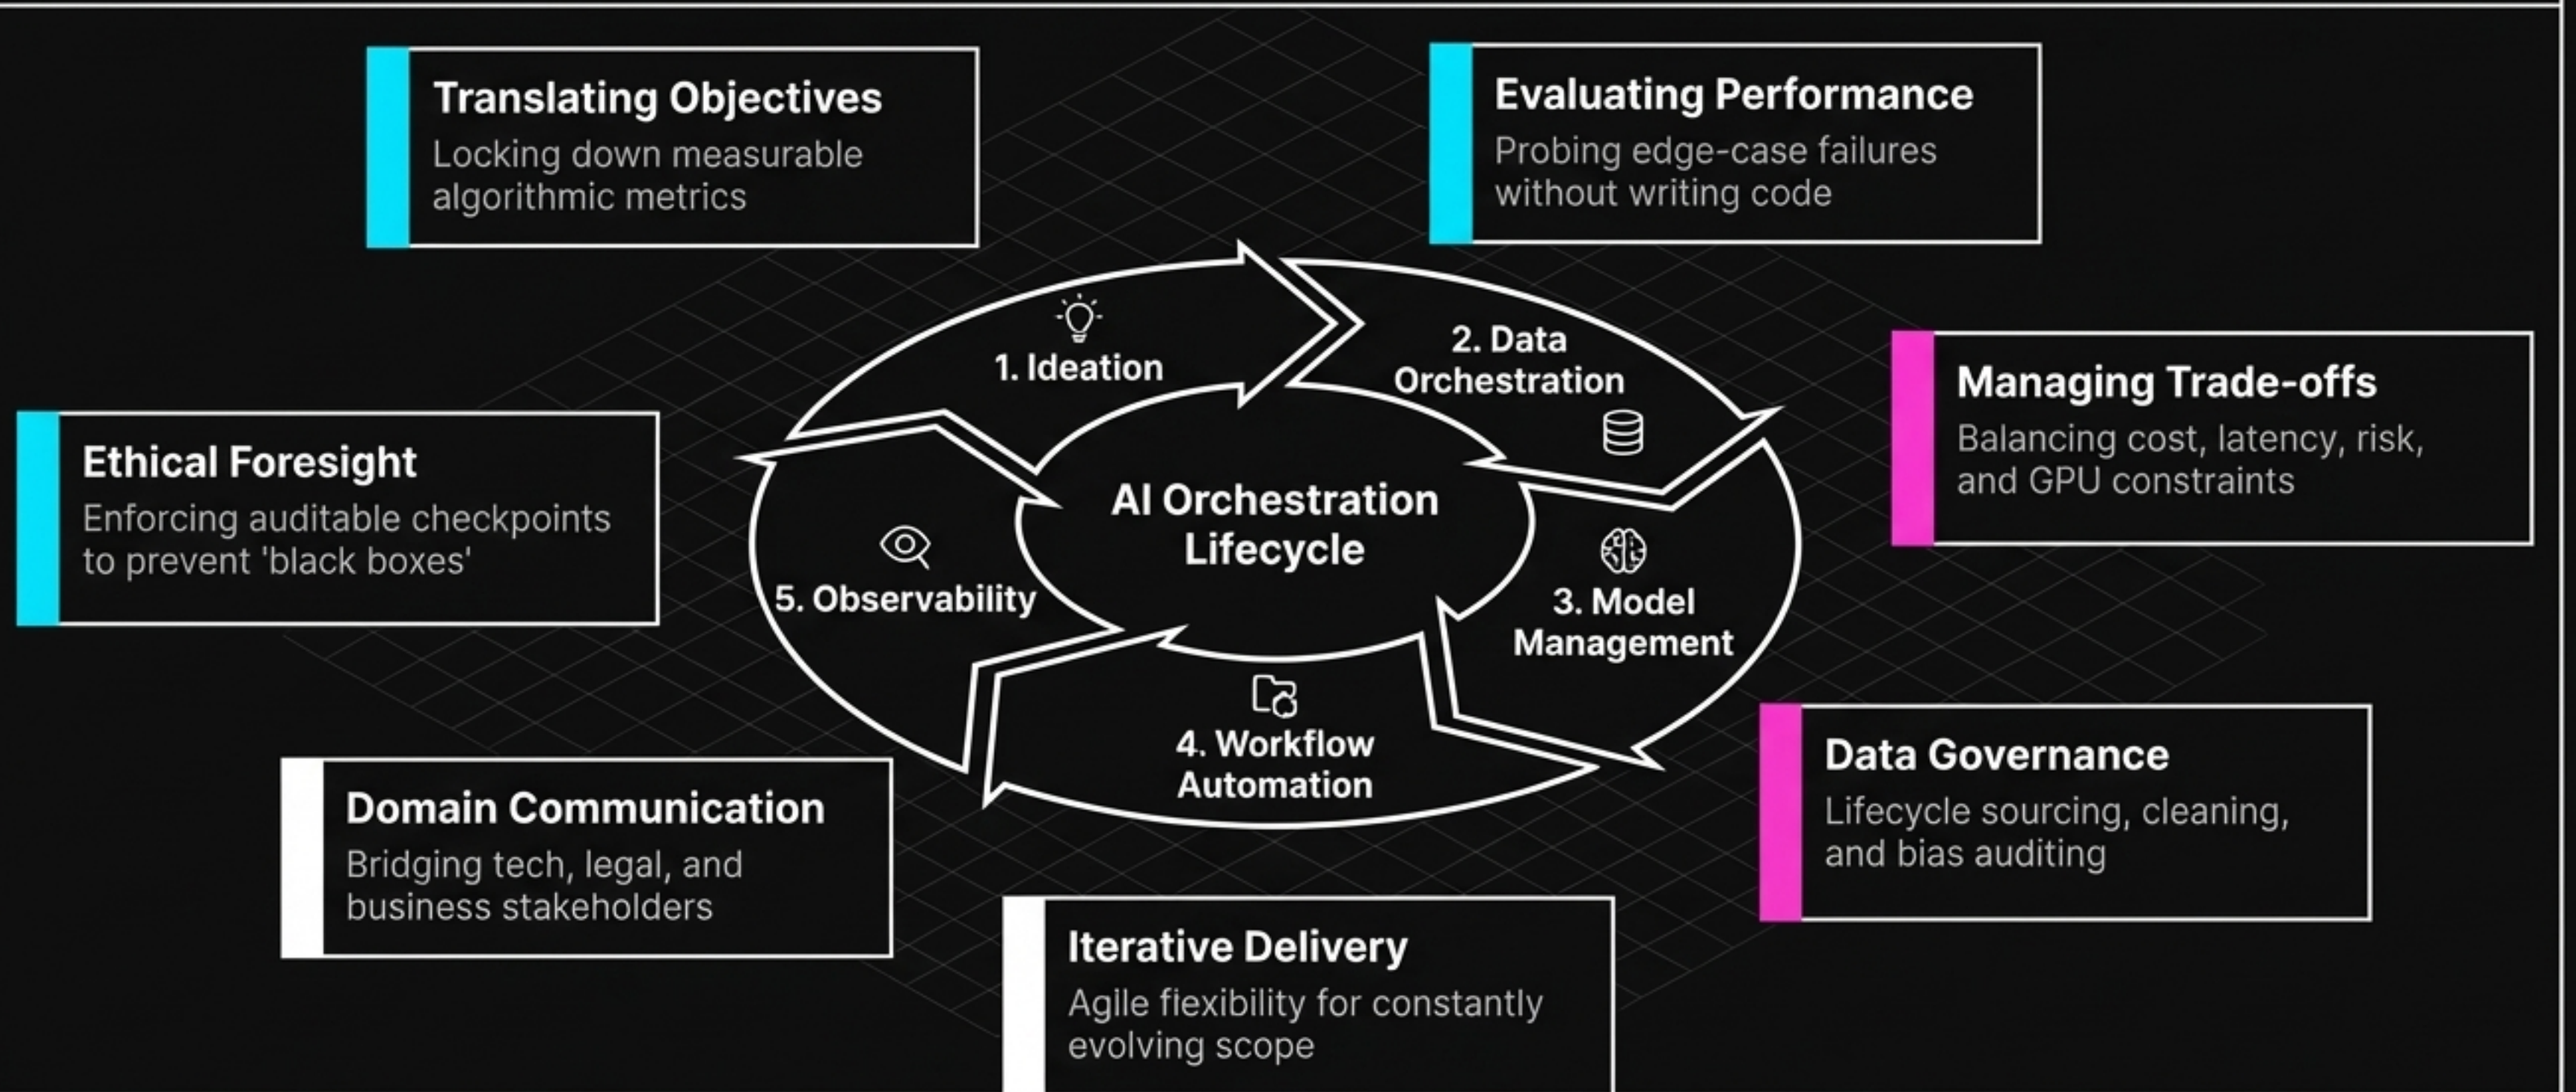 Translating Objectives
Locking down measurable
algorithmic metrics
Evaluating Performance
Probing edge-case failures
without writing code
1. Ideation
2. Data
Orchestration
Managing Trade-offs
Balancing cost, latency, risk,
and GPU constraints
Ethical Foresight
Enforcing auditable checkpoints
to prevent 'black boxes'
AI Orchestration
Lifecycle
5. Observability
3. Model
Management
4. Workflow
Automation
Data Governance
Lifecycle sourcing, cleaning,
and bias auditing
Domain Communication
Bridging tech, legal, and
business stakeholders
Iterative Delivery
Agile flexibility for constantly
evolving scope